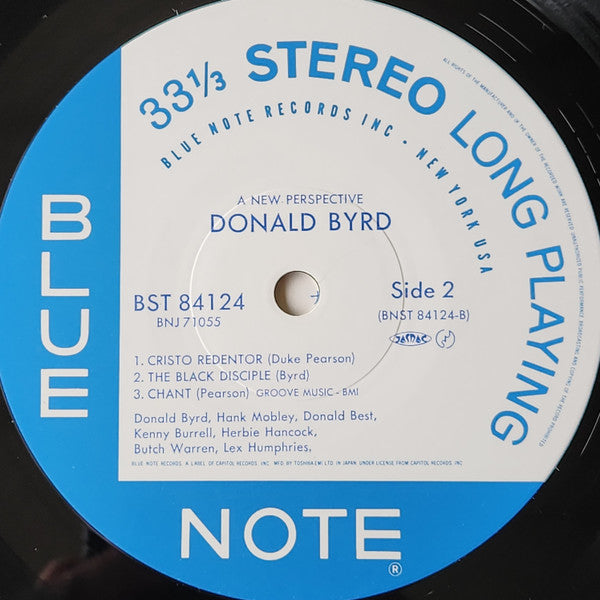 33⅓ STEREO LONG PLAYING
BLUE NOTE RECORDS INC · NEW YORK USA
A NEW PERSPECTIVE
DONALD BYRD
BST 84124
BNJ 71055
Side 2
(BNST 84124-B)
JASRAC
1. CRISTO REDENTOR (Duke Pearson)
2. THE BLACK DISCIPLE (Byrd)
3. CHANT (Pearson) GROOVE MUSIC - BMI
Donald Byrd, Hank Mobley, Donald Best,
Kenny Burrell, Herbie Hancock,
Butch Warren, Lex Humphries,
BLUE NOTE RECORDS, A LABEL OF CAPITOL RECORDS, INC. MFD. BY TOSHIBA-EMI LTD. IN JAPAN UNDER LICENSE FROM CAPITOL RECORDS, INC.
BLUE
NOTE®